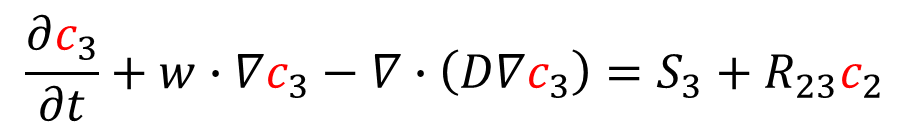 ∂c₃/∂t + w · ∇c₃ − ∇ · (D∇c₃) = S₃ + R₂₃c₂